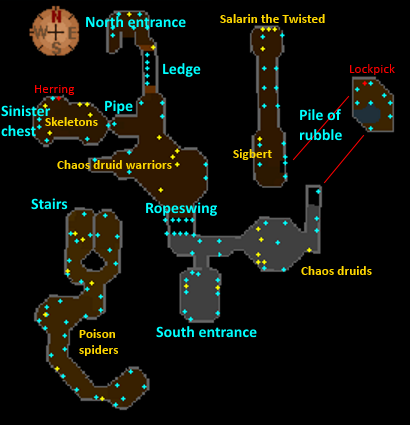 Salarin the Twisted
North entrance
N
W E
S
Ledge
Lockpick
Herring
Sinister
chest
Skeletons
Pipe
Pile of
rubble
Chaos druid warriors
Sigbert
Stairs
Ropeswing
Chaos druids
South entrance
Poison
spiders